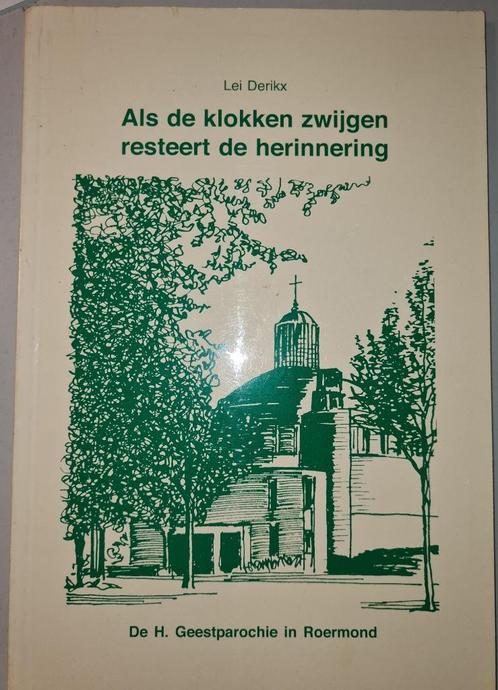 Lei Derikx
Als de klokken zwijgen
resteert de herinnering
De H. Geestparochie in Roermond